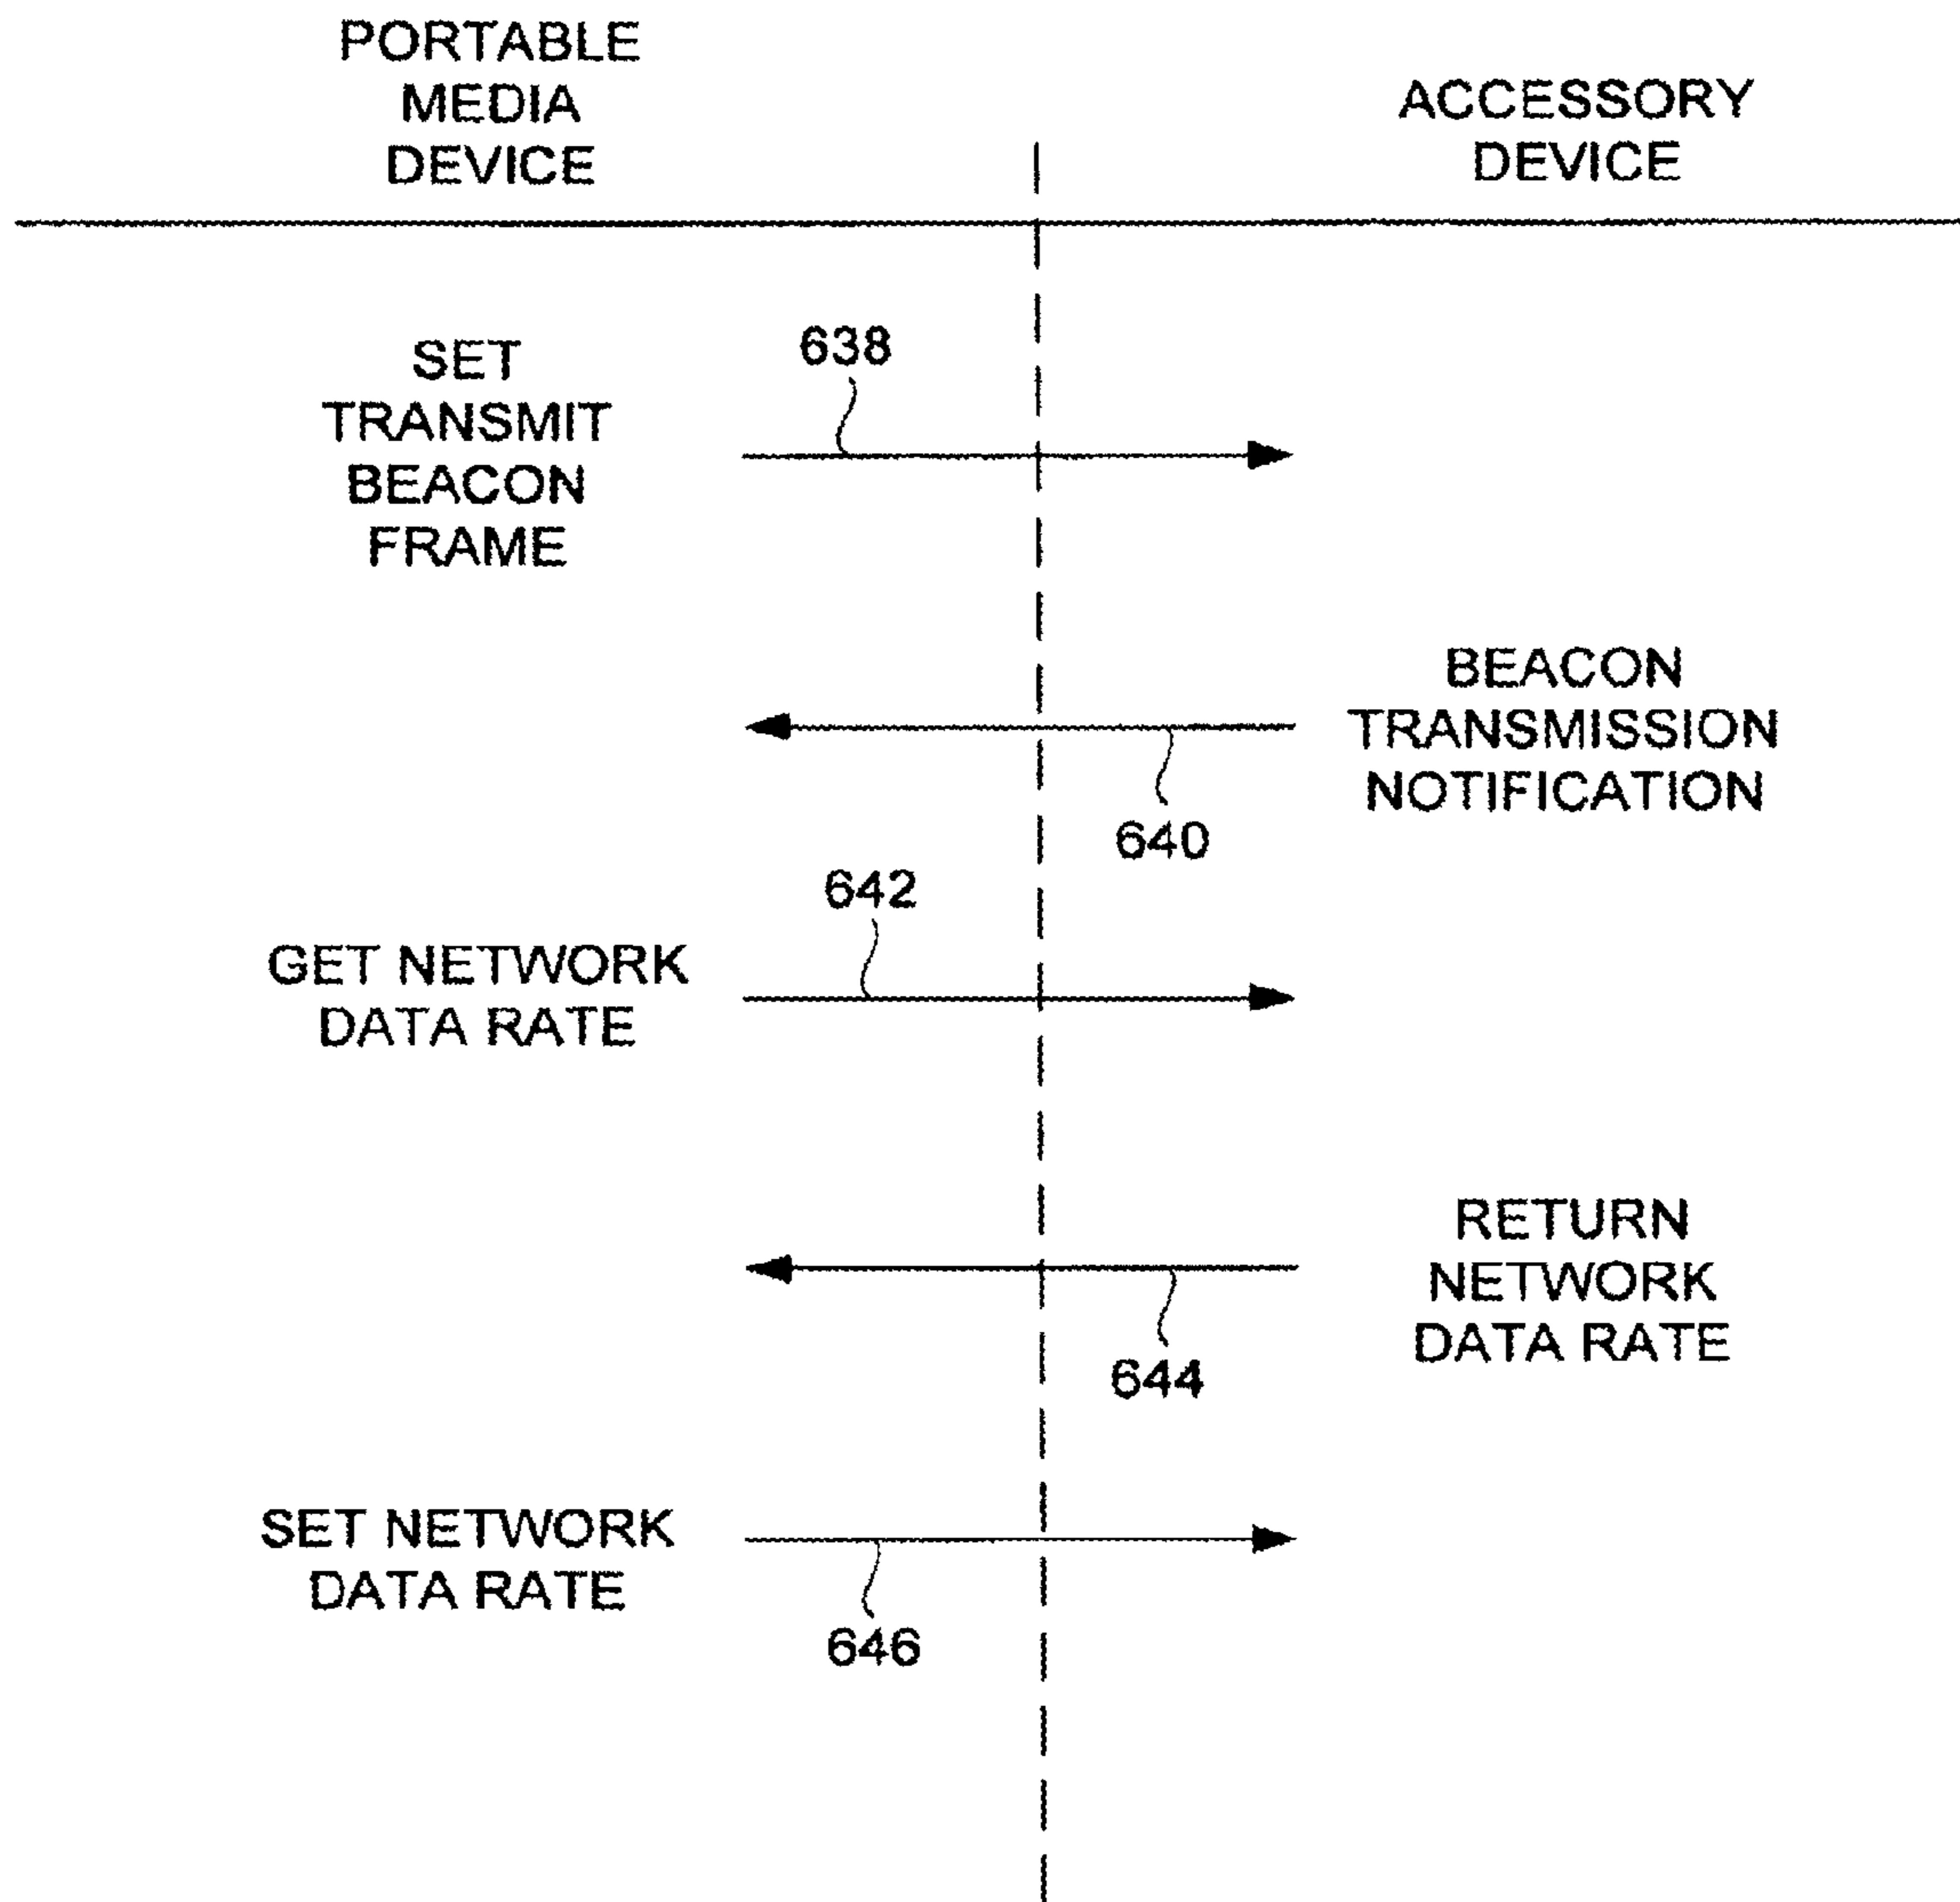 PORTABLE
MEDIA
DEVICE
ACCESSORY
DEVICE
SET
TRANSMIT
BEACON
FRAME
638
BEACON
TRANSMISSION
NOTIFICATION
640
642
GET NETWORK
DATA RATE
RETURN
NETWORK
DATA RATE
644
SET NETWORK
DATA RATE
646